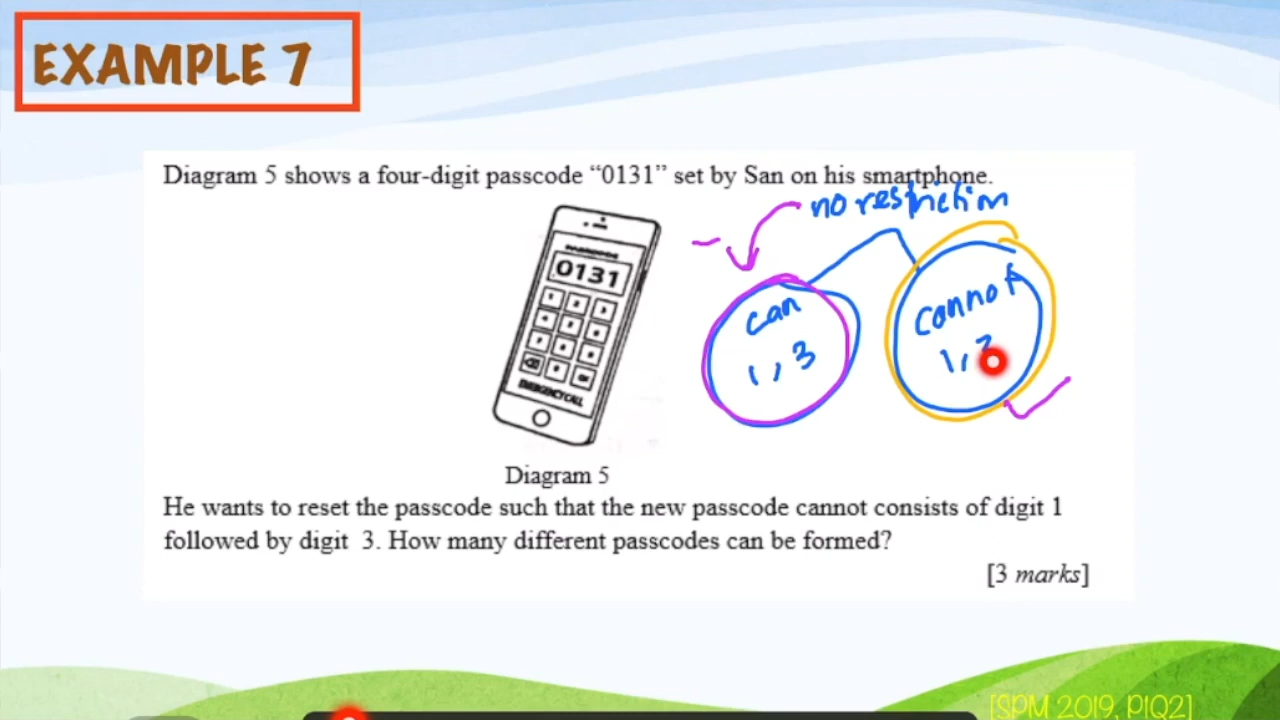 EXAMPLE 7
Diagram 5 shows a four-digit passcode “0131” set by San on his smartphone.
no restriction
0131
can
1, 3
cannot
1,
EMERGENCY CALL
Diagram 5
He wants to reset the passcode such that the new passcode cannot consists of digit 1
followed by digit 3. How many different passcodes can be formed?
[3 marks]
[SPM 2019, P1Q2]